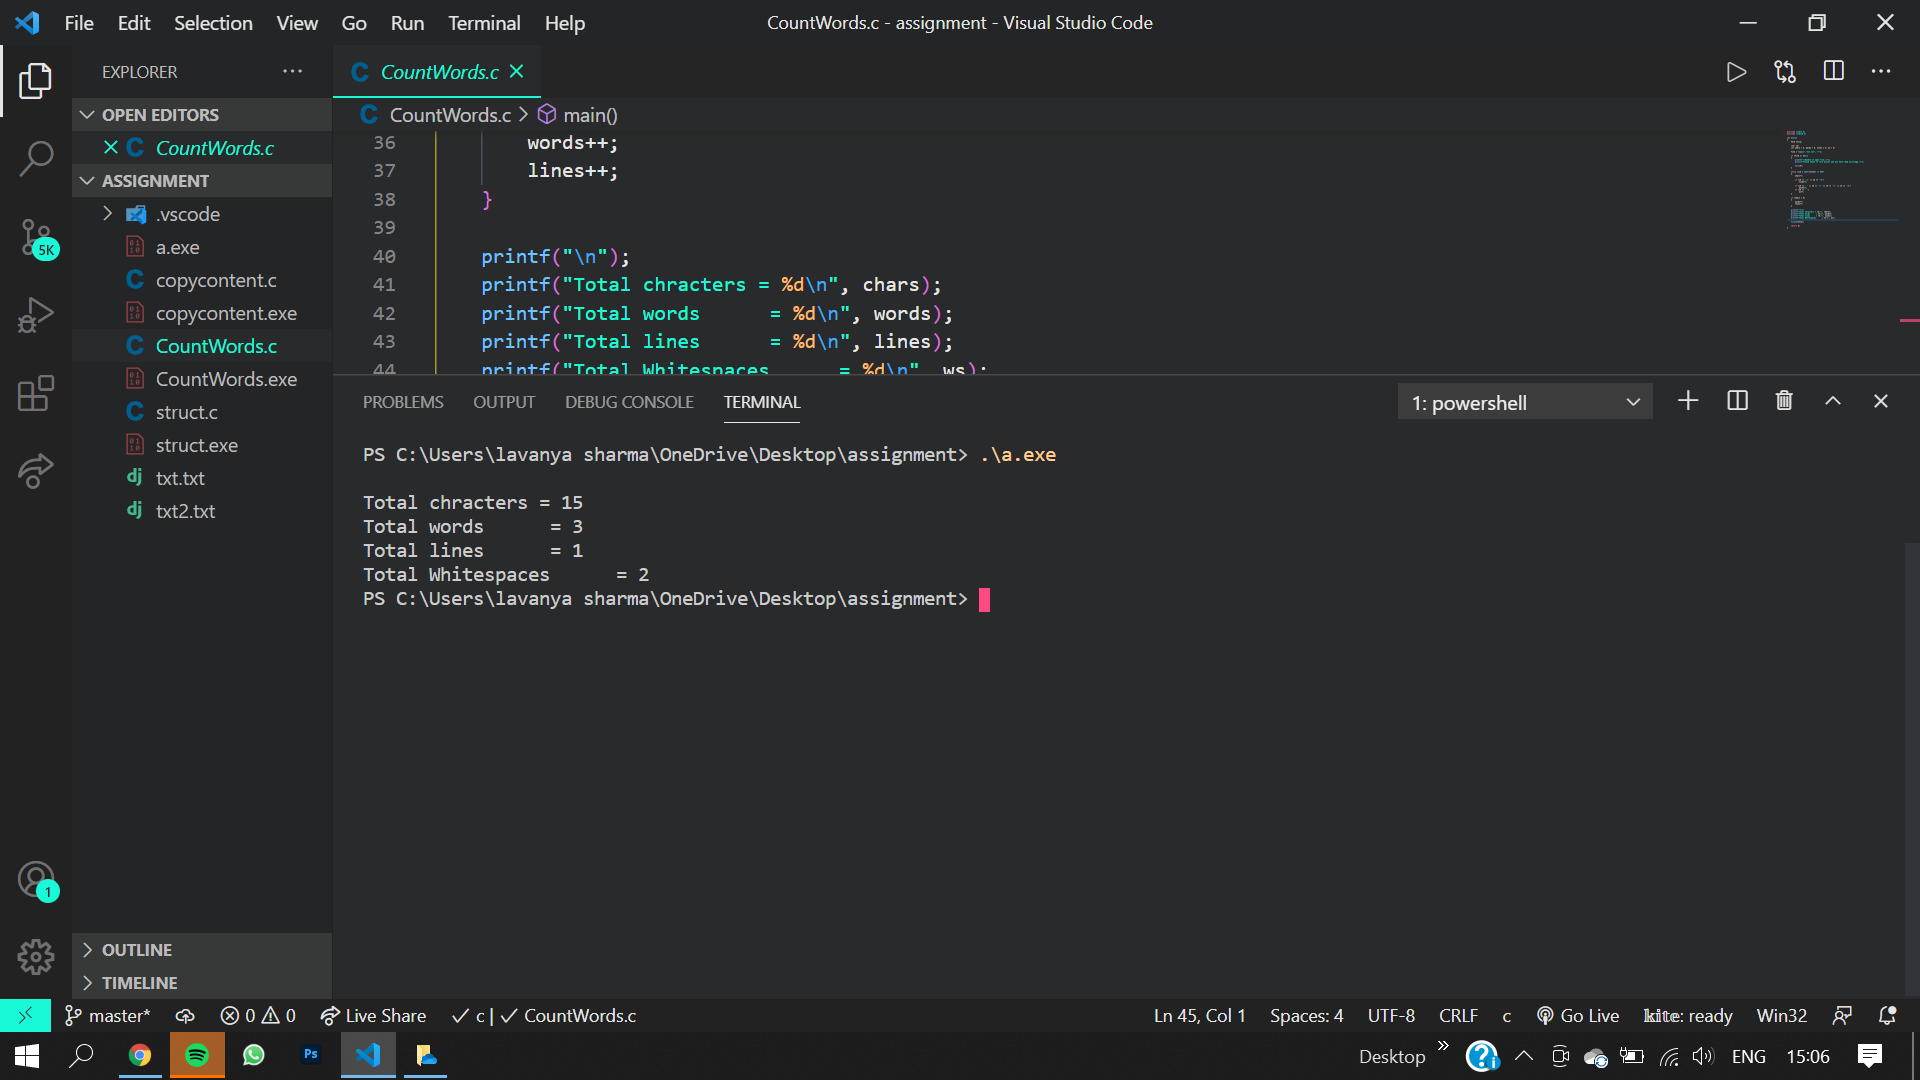 File Edit Selection View Go Run Terminal Help
CountWords.c - assignment - Visual Studio Code
EXPLORER
OPEN EDITORS
CountWords.c
ASSIGNMENT
.vscode
a.exe
copycontent.c
copycontent.exe
CountWords.c
CountWords.exe
struct.c
struct.exe
txt.txt
txt2.txt
OUTLINE
TIMELINE
5K
1
CountWords.c
CountWords.c > main()
36 words++;
37 lines++;
38 }
39
40 printf("\n");
41 printf("Total chracters = %d\n", chars);
42 printf("Total words      = %d\n", words);
43 printf("Total lines      = %d\n", lines);
44 printf("Total Whitespaces      = %d\n", ws);
PROBLEMS OUTPUT DEBUG CONSOLE TERMINAL
1: powershell
PS C:\Users\lavanya sharma\OneDrive\Desktop\assignment> .\a.exe
Total chracters = 15
Total words      = 3
Total lines      = 1
Total Whitespaces      = 2
PS C:\Users\lavanya sharma\OneDrive\Desktop\assignment>
master* 0 0 Live Share c | CountWords.c
Ln 45, Col 1 Spaces: 4 UTF-8 CRLF c Go Live kite: ready Win32
Ps
Desktop ENG 15:06